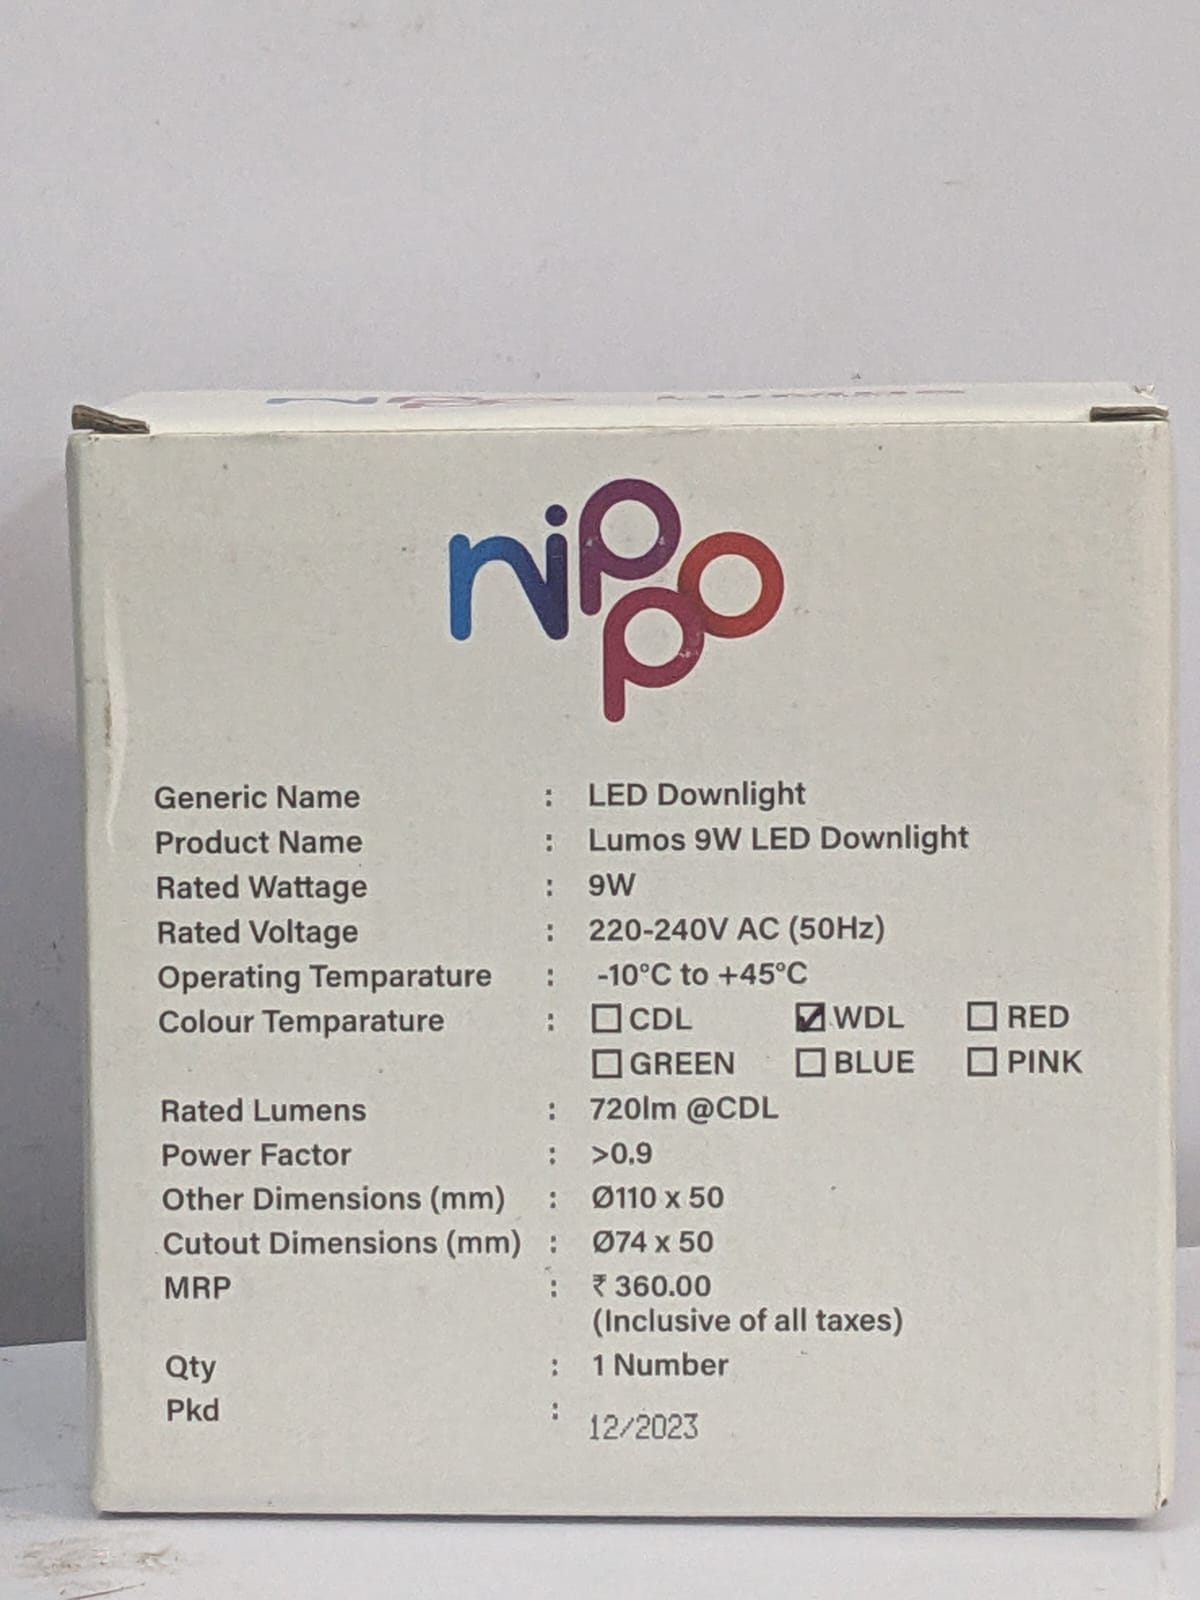 nippo
Generic Name : LED Downlight
Product Name : Lumos 9W LED Downlight
Rated Wattage : 9W
Rated Voltage : 220-240V AC (50Hz)
Operating Temparature : -10°C to +45°C
Colour Temparature : ☐ CDL ☑ WDL ☐ RED
☐ GREEN ☐ BLUE ☐ PINK
Rated Lumens : 720lm @CDL
Power Factor : >0.9
Other Dimensions (mm) : Ø110 x 50
Cutout Dimensions (mm) : Ø74 x 50
MRP : ₹ 360.00
(Inclusive of all taxes)
Qty : 1 Number
Pkd : 12/2023